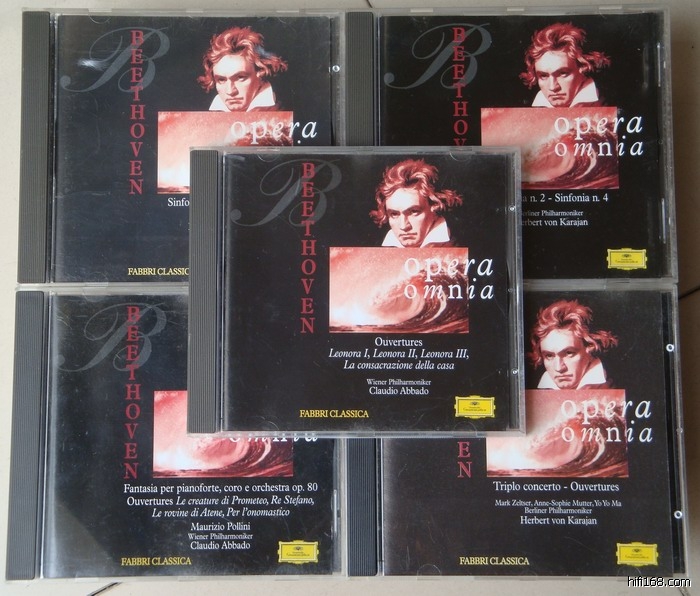 B
BEETHOVEN
opera
Sinfo
FABBRI CLASSICA
BEETHOVEN
opera
omnia
n. 2 - Sinfonia n. 4
Berliner Philharmoniker
Herbert von Karajan
B
BEETHOVEN
opera
omnia
Ouvertures
Leonora I, Leonora II, Leonora III,
La consacrazione della casa
Wiener Philharmoniker
Claudio Abbado
FABBRI CLASSICA
B
BEETHOVEN
omnia
Fantasia per pianoforte, coro e orchestra op. 80
Ouvertures Le creature di Prometeo, Re Stefano,
Le rovine di Atene, Per l'onomastico
Maurizio Pollini
Wiener Philharmoniker
Claudio Abbado
FABBRI CLASSICA
VEN
opera
omnia
Triplo concerto - Ouvertures
Mark Zeltser, Anne-Sophie Mutter, Yo Yo Ma
Berliner Philharmoniker
Herbert von Karajan
FABBRI CLASSICA
hifi168.com